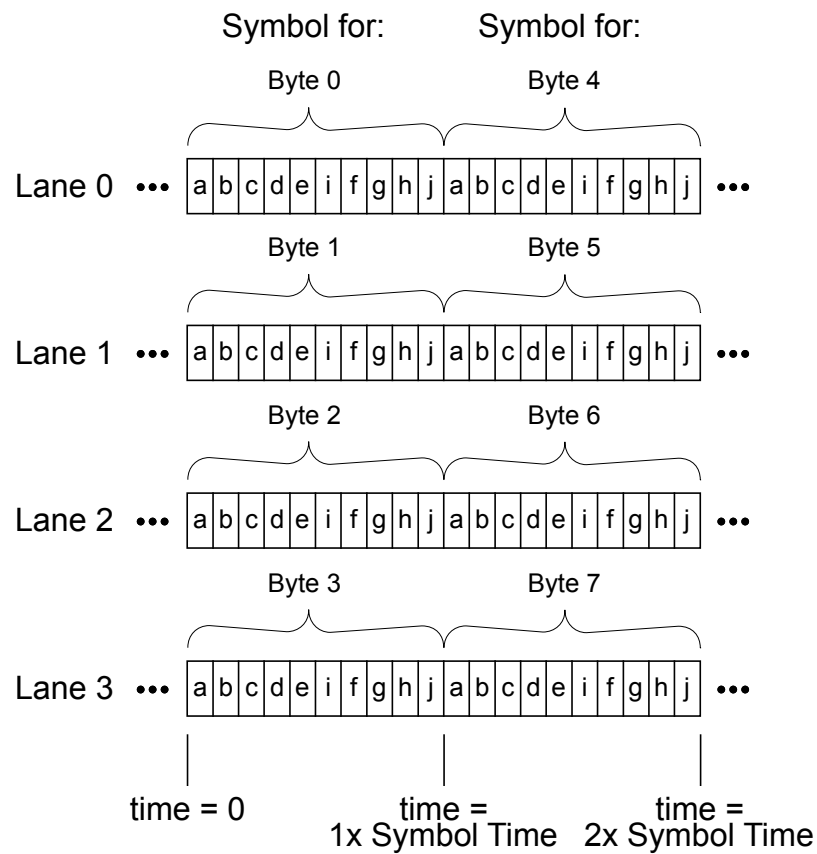 Symbol for: Symbol for:
Byte 0 Byte 4
Lane 0 ••• a b c d e i f g h j a b c d e i f g h j •••
Byte 1 Byte 5
Lane 1 ••• a b c d e i f g h j a b c d e i f g h j •••
Byte 2 Byte 6
Lane 2 ••• a b c d e i f g h j a b c d e i f g h j •••
Byte 3 Byte 7
Lane 3 ••• a b c d e i f g h j a b c d e i f g h j •••
time = 0 time = time =
1x Symbol Time 2x Symbol Time